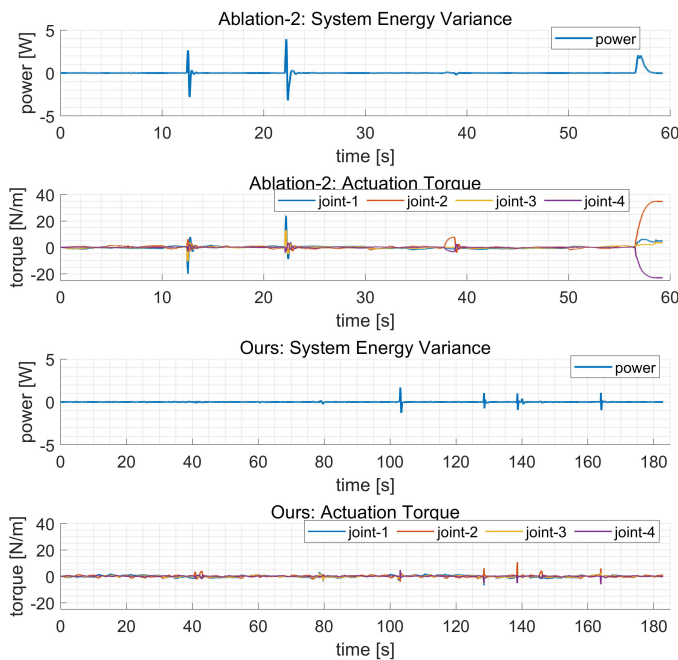 Ablation-2: System Energy Variance
power
power [W]
5
0
-5
0 10 20 30 40 50 60
time [s]
Ablation-2: Actuation Torque
joint-1 joint-2 joint-3 joint-4
torque [N/m]
40
20
0
-20
0 10 20 30 40 50 60
time [s]
Ours: System Energy Variance
power
power [W]
5
0
-5
0 20 40 60 80 100 120 140 160 180
time [s]
Ours: Actuation Torque
joint-1 joint-2 joint-3 joint-4
torque [N/m]
40
20
0
-20
0 20 40 60 80 100 120 140 160 180
time [s]